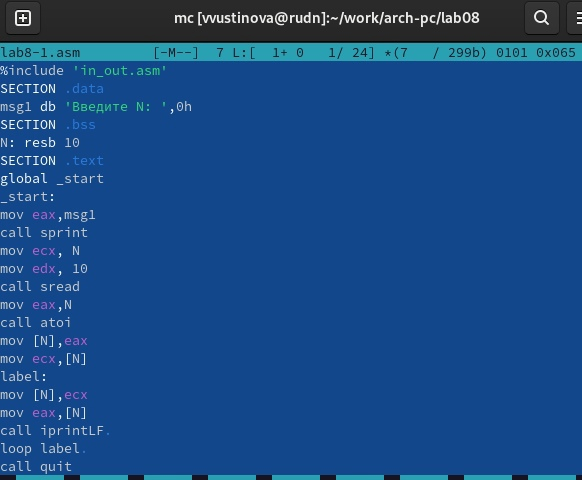 mc [vvustinova@rudn]:~/work/arch-pc/lab08
lab8-1.asm [-M--] 7 L:[ 1+ 0 1/ 24] *(7 / 299b) 0101 0x065
%include 'in_out.asm'
SECTION .data
msg1 db 'Введите N: ',0h
SECTION .bss
N: resb 10
SECTION .text
global _start
_start:
mov eax,msg1
call sprint
mov ecx, N
mov edx, 10
call sread
mov eax,N
call atoi
mov [N],eax
mov ecx,[N]
label:
mov [N],ecx
mov eax,[N]
call iprintLF.
loop label.
call quit